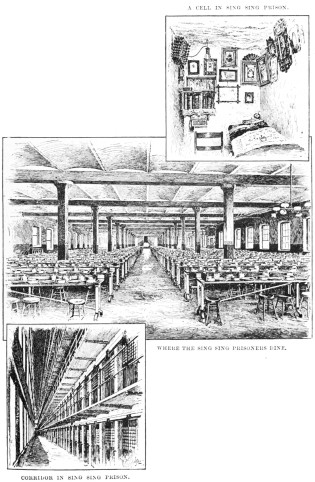 A CELL IN SING SING PRISON.
WHERE THE SING SING PRISONERS DINE.
CORRIDOR IN SING SING PRISON.